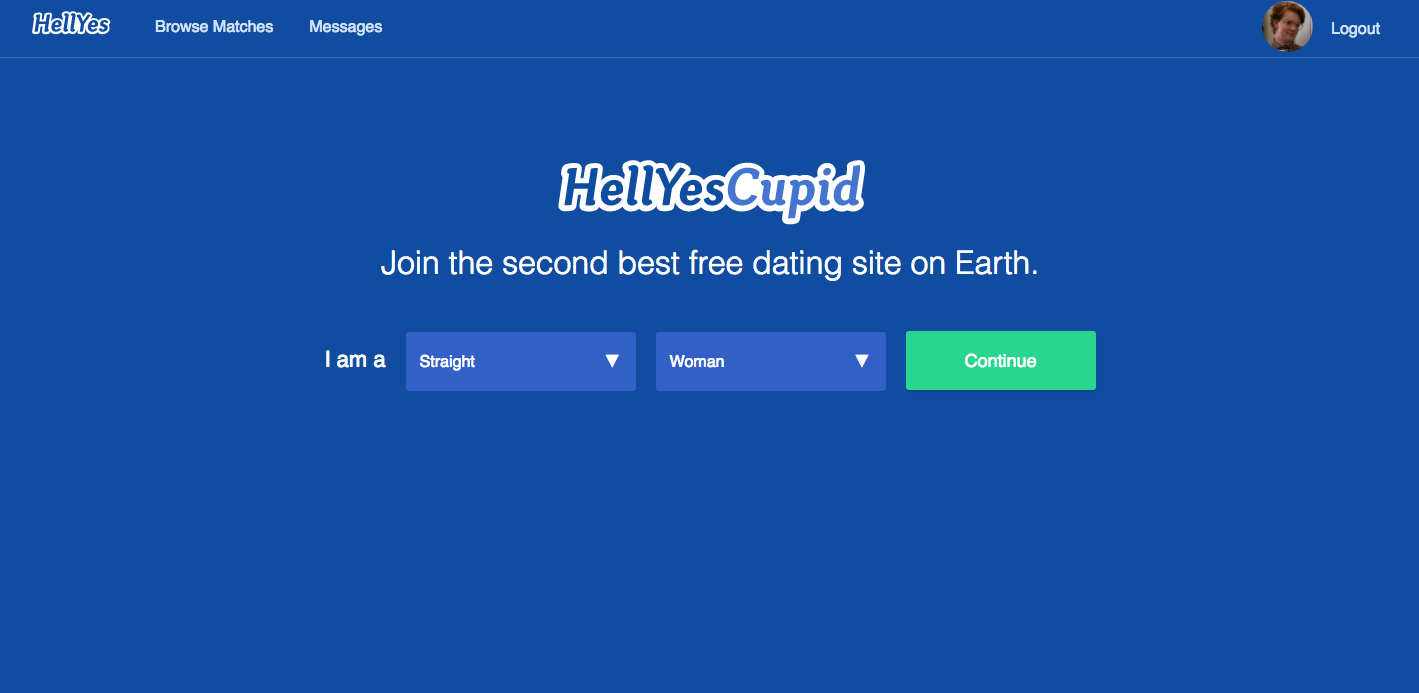 HellYes Browse Matches Messages Logout
HellYesCupid
Join the second best free dating site on Earth.
I am a Straight ▼ Woman ▼ Continue